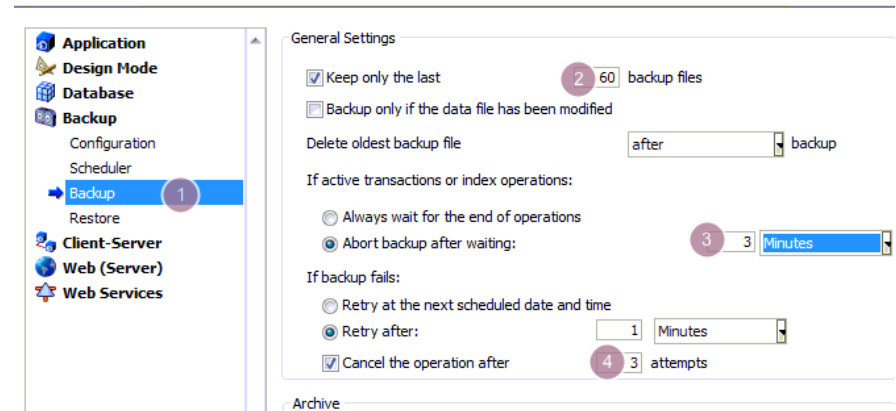 Application
Design Mode
Database
Backup
Configuration
Scheduler
Backup 1
Restore
Client-Server
Web (Server)
Web Services
General Settings
Keep only the last 2 60 backup files
Backup only if the data file has been modified
Delete oldest backup file after backup
If active transactions or index operations:
Always wait for the end of operations
Abort backup after waiting: 3 3 Minutes
If backup fails:
Retry at the next scheduled date and time
Retry after: 1 Minutes
Cancel the operation after 4 3 attempts
Archive